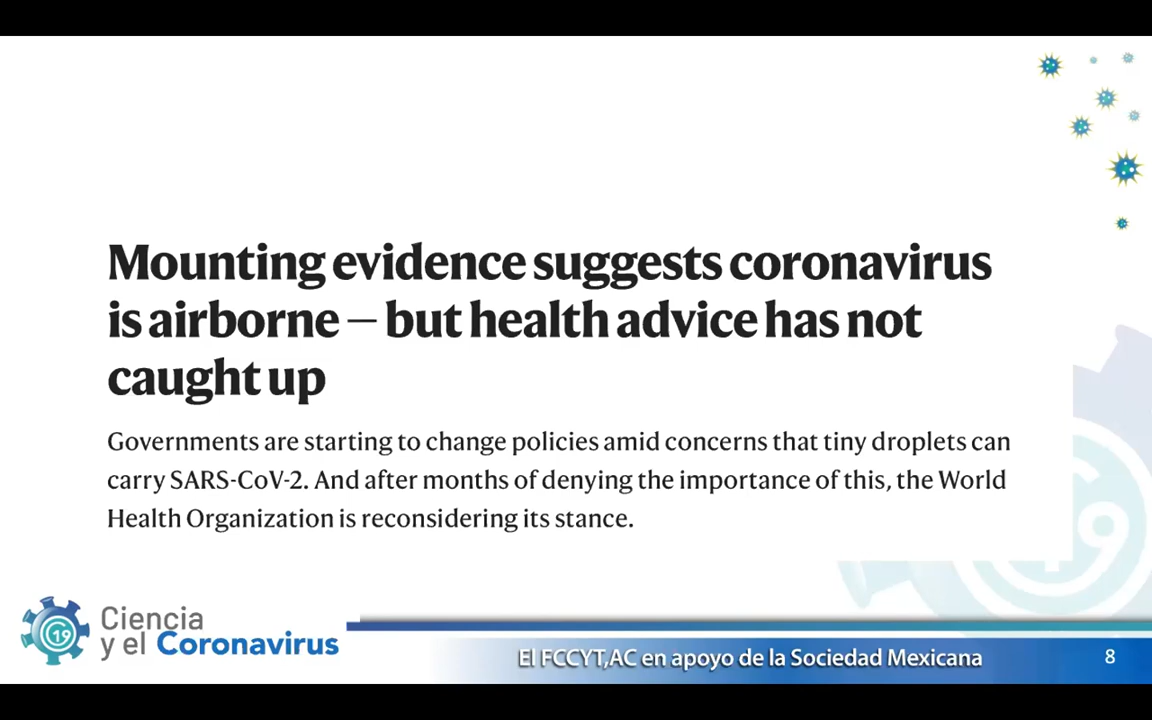 Mounting evidence suggests coronavirus
is airborne — but health advice has not
caught up
Governments are starting to change policies amid concerns that tiny droplets can
carry SARS-CoV-2. And after months of denying the importance of this, the World
Health Organization is reconsidering its stance.
C19
Ciencia
y el Coronavirus
El FCCYT,AC en apoyo de la Sociedad Mexicana
8